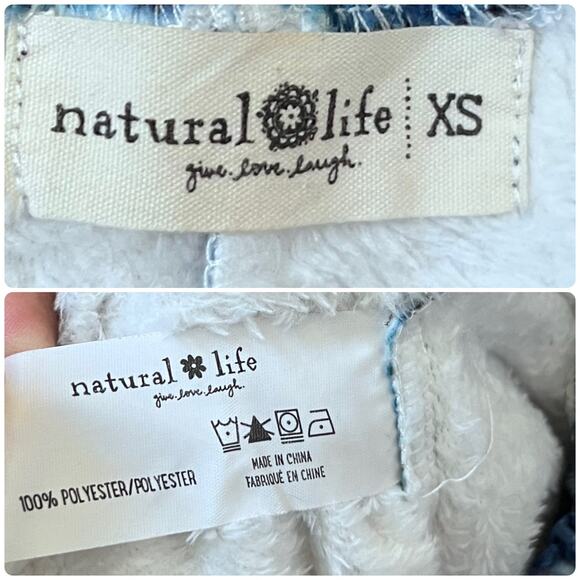 natural life XS
give.love.laugh.
natural life
give.love.laugh.
100% POLYESTER/POLYESTER
MADE IN CHINA
FABRIQUÉ EN CHINE